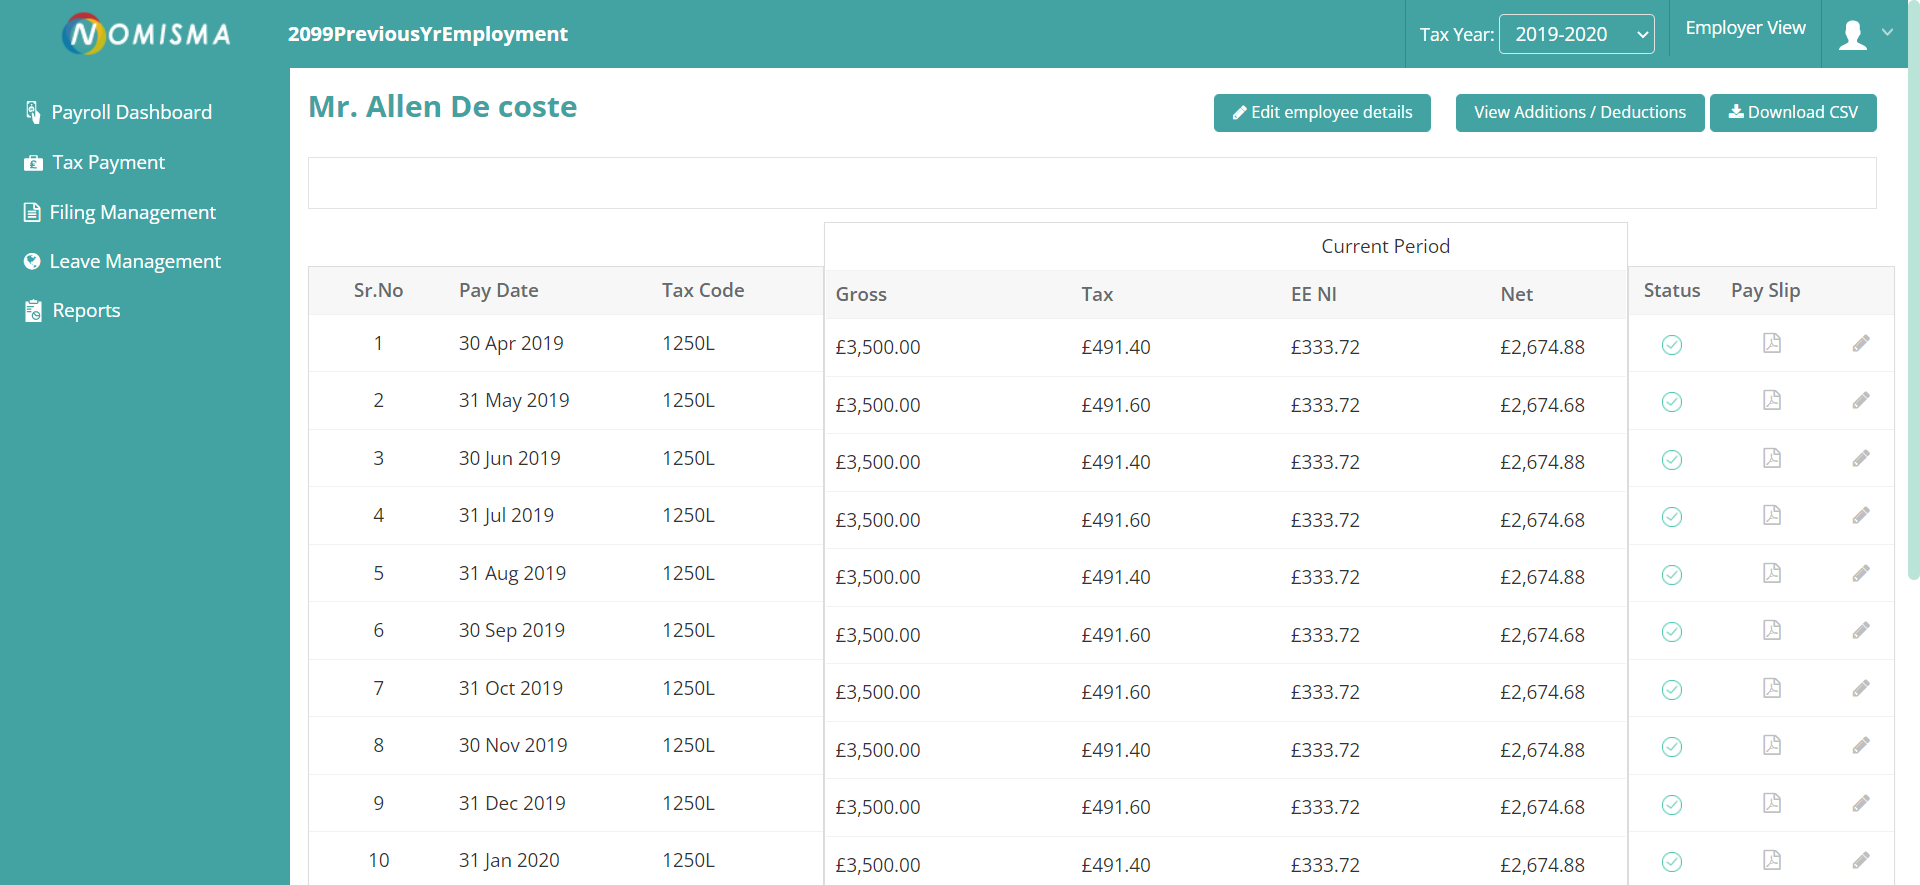 NOMISMA
2099PreviousYrEmployment
Tax Year: 2019-2020
Employer View
Payroll Dashboard
Tax Payment
Filing Management
Leave Management
Reports
Mr. Allen De coste
Edit employee details
View Additions / Deductions
Download CSV
Current Period
Sr.No Pay Date Tax Code Gross Tax EE NI Net Status Pay Slip
1 30 Apr 2019 1250L £3,500.00 £491.40 £333.72 £2,674.88
2 31 May 2019 1250L £3,500.00 £491.60 £333.72 £2,674.68
3 30 Jun 2019 1250L £3,500.00 £491.40 £333.72 £2,674.88
4 31 Jul 2019 1250L £3,500.00 £491.60 £333.72 £2,674.68
5 31 Aug 2019 1250L £3,500.00 £491.40 £333.72 £2,674.88
6 30 Sep 2019 1250L £3,500.00 £491.60 £333.72 £2,674.68
7 31 Oct 2019 1250L £3,500.00 £491.60 £333.72 £2,674.68
8 30 Nov 2019 1250L £3,500.00 £491.40 £333.72 £2,674.88
9 31 Dec 2019 1250L £3,500.00 £491.60 £333.72 £2,674.68
10 31 Jan 2020 1250L £3,500.00 £491.40 £333.72 £2,674.88